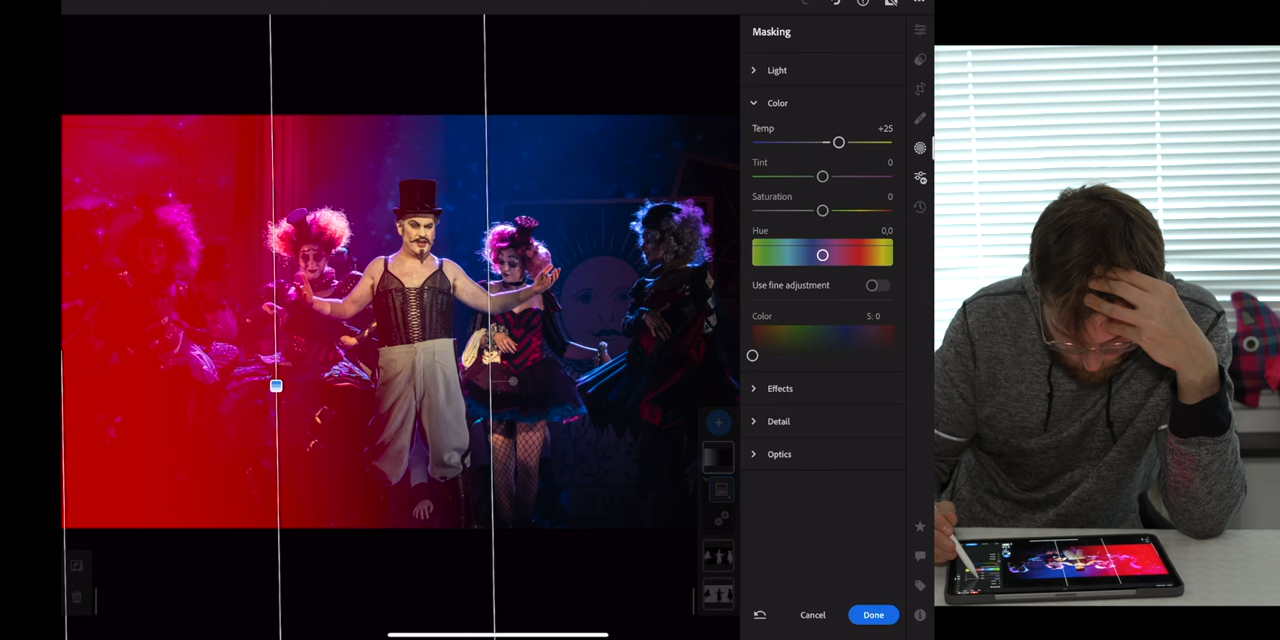 Masking
Light
Color
Temp +25
Tint 0
Saturation 0
Hue 0,0
Use fine adjustment
Color S: 0
Effects
Detail
Optics
Cancel Done